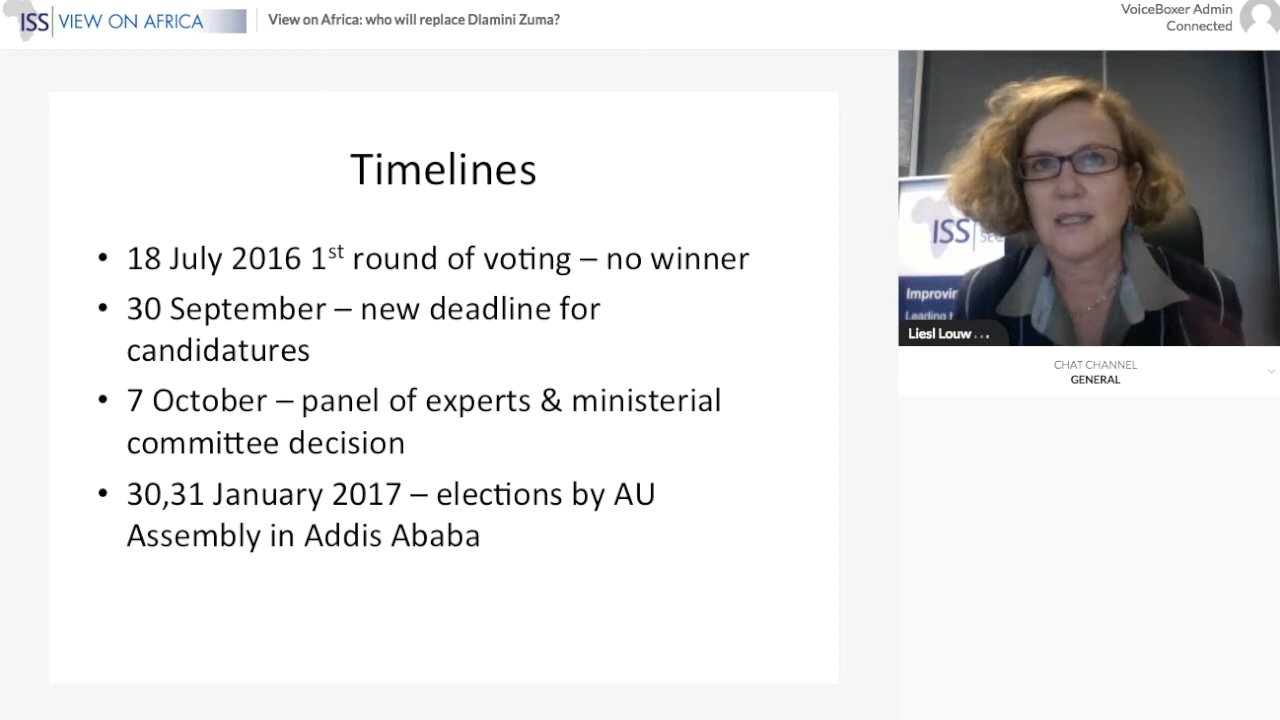 ISS VIEW ON AFRICA
View on Africa: who will replace Dlamini Zuma?
VoiceBoxer Admin
Connected
Timelines
• 18 July 2016 1st round of voting – no winner
• 30 September – new deadline for
candidatures
• 7 October – panel of experts & ministerial
committee decision
• 30,31 January 2017 – elections by AU
Assembly in Addis Ababa
ISS
Improvin
Leading t
Liesl Louw ...
CHAT CHANNEL
GENERAL